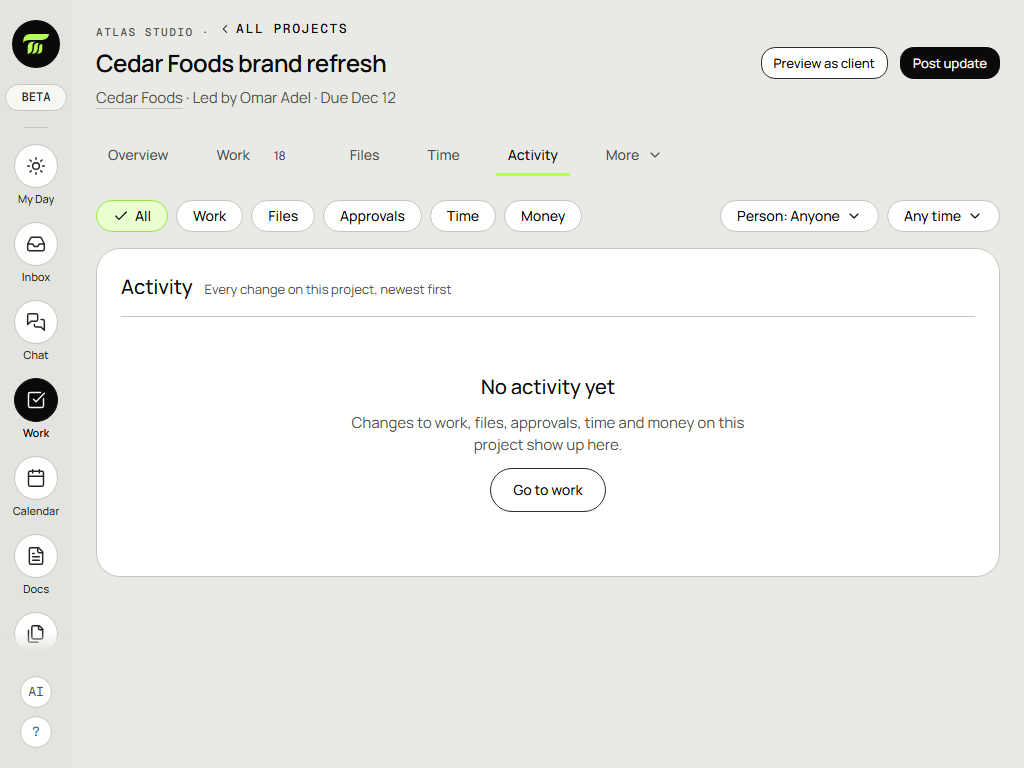 ATLAS STUDIO · ALL PROJECTS
Cedar Foods brand refresh
Preview as client
Post update
Cedar Foods · Led by Omar Adel · Due Dec 12
BETA
Overview
Work 18
Files
Time
Activity
More
My Day
All
Work
Files
Approvals
Time
Money
Person: Anyone
Any time
Inbox
Activity
Every change on this project, newest first
Chat
No activity yet
Changes to work, files, approvals, time and money on this
project show up here.
Work
Go to work
Calendar
Docs
AI
?